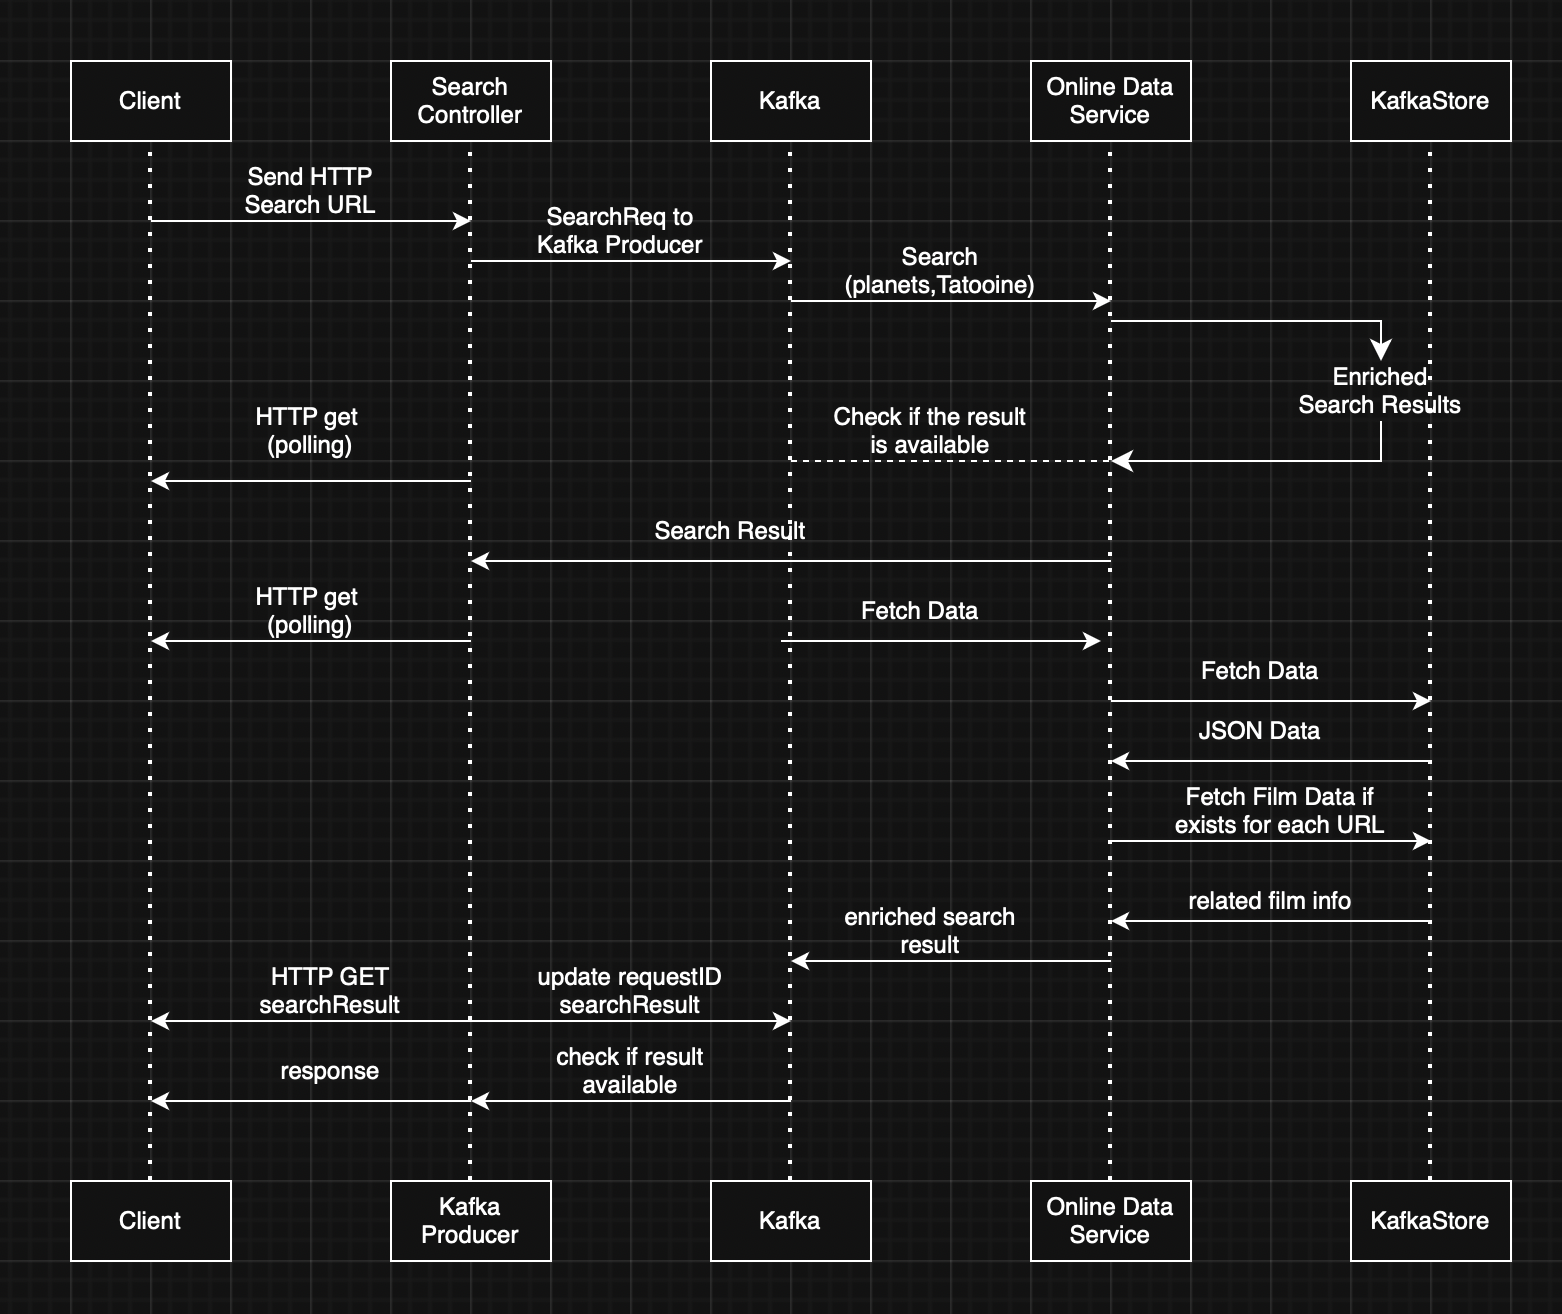 Client
Search
Controller
Kafka
Online Data
Service
KafkaStore
Send HTTP
Search URL
SearchReq to
Kafka Producer
Search
(planets,Tatooine)
Enriched
Search Results
HTTP get
(polling)
Check if the result
is available
Search Result
HTTP get
(polling)
Fetch Data
Fetch Data
JSON Data
Fetch Film Data if
exists for each URL
related film info
enriched search
result
HTTP GET
searchResult
update requestID
searchResult
response
check if result
available
Client
Kafka
Producer
Kafka
Online Data
Service
KafkaStore